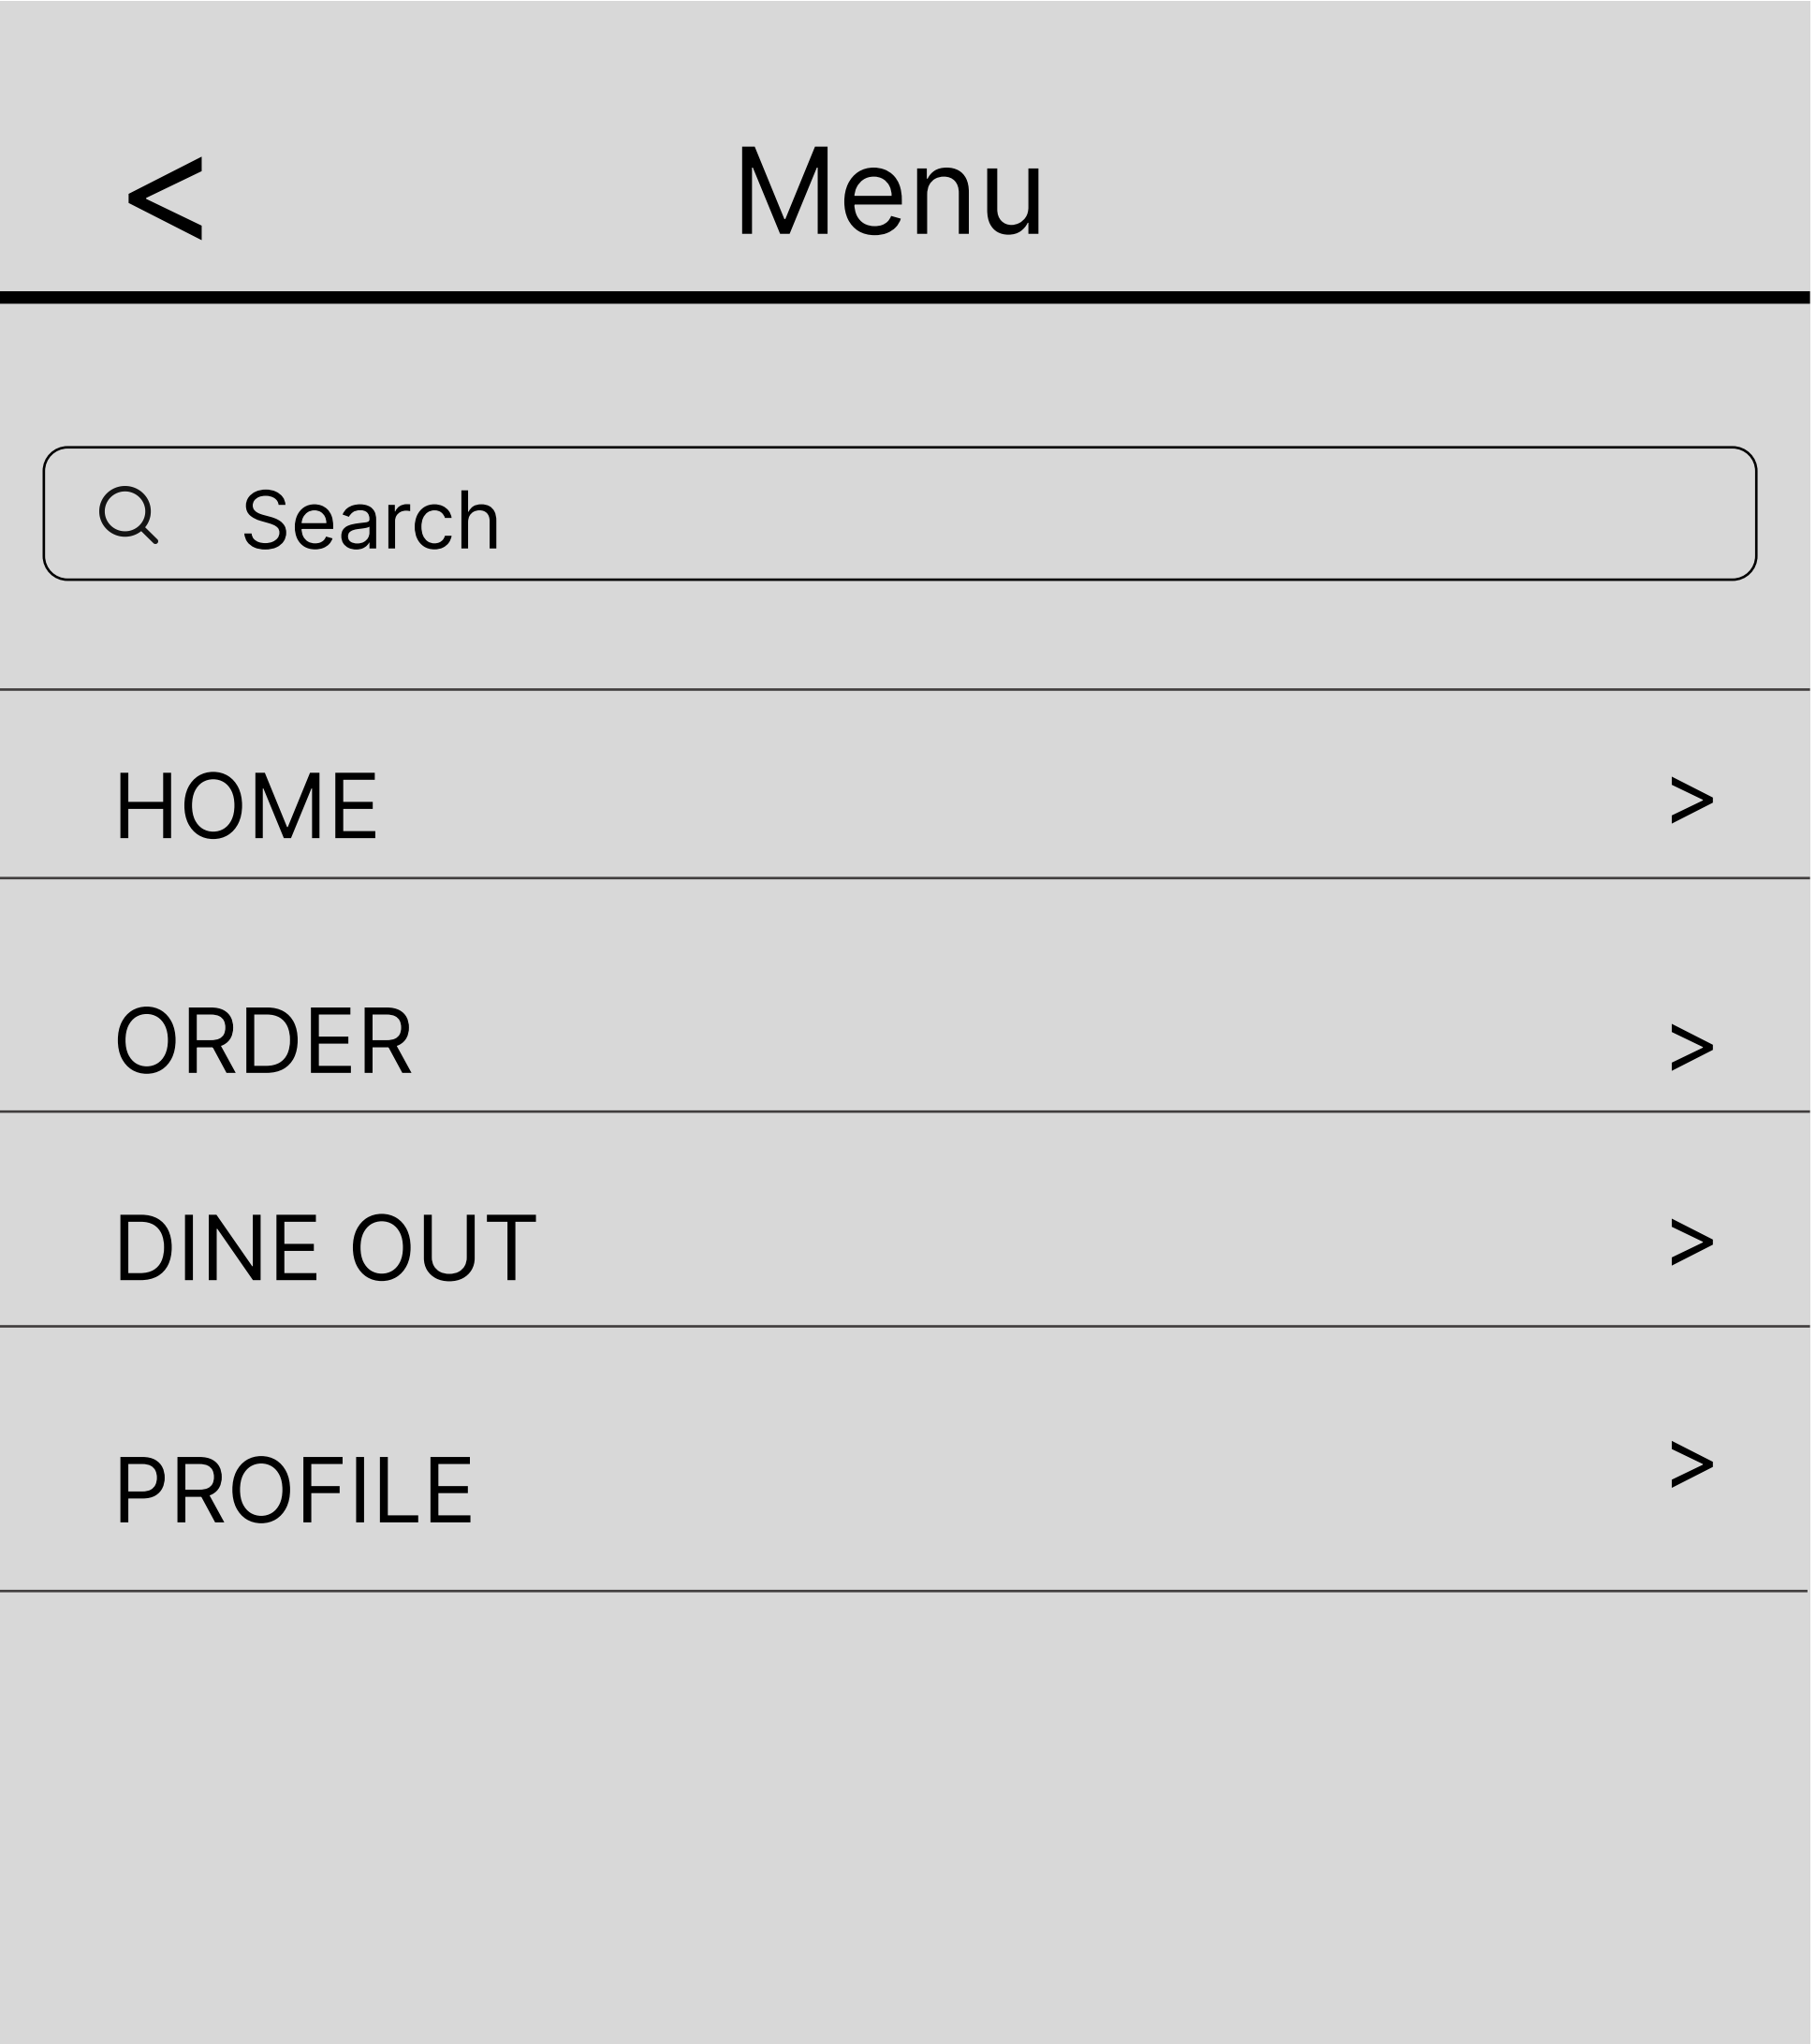 < Menu
Search
HOME >
ORDER >
DINE OUT >
PROFILE >